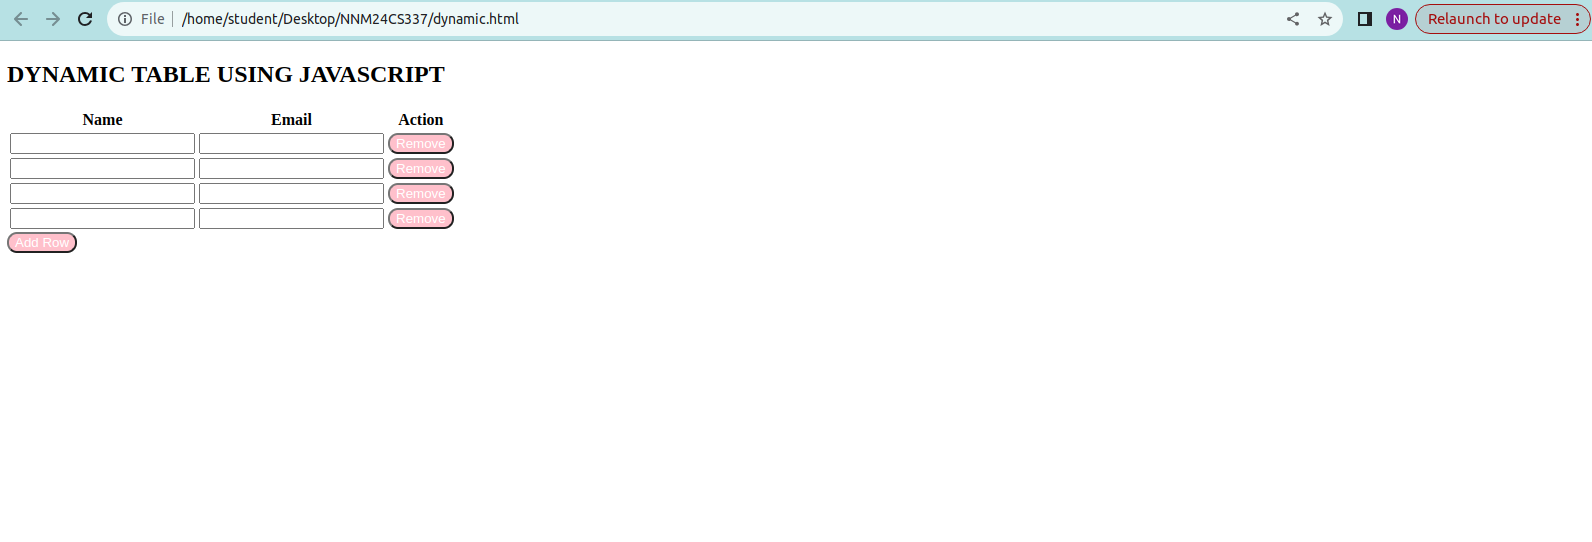 File /home/student/Desktop/NNM24CS337/dynamic.html N Relaunch to update
DYNAMIC TABLE USING JAVASCRIPT
Name Email Action
Remove
Remove
Remove
Remove
Add Row